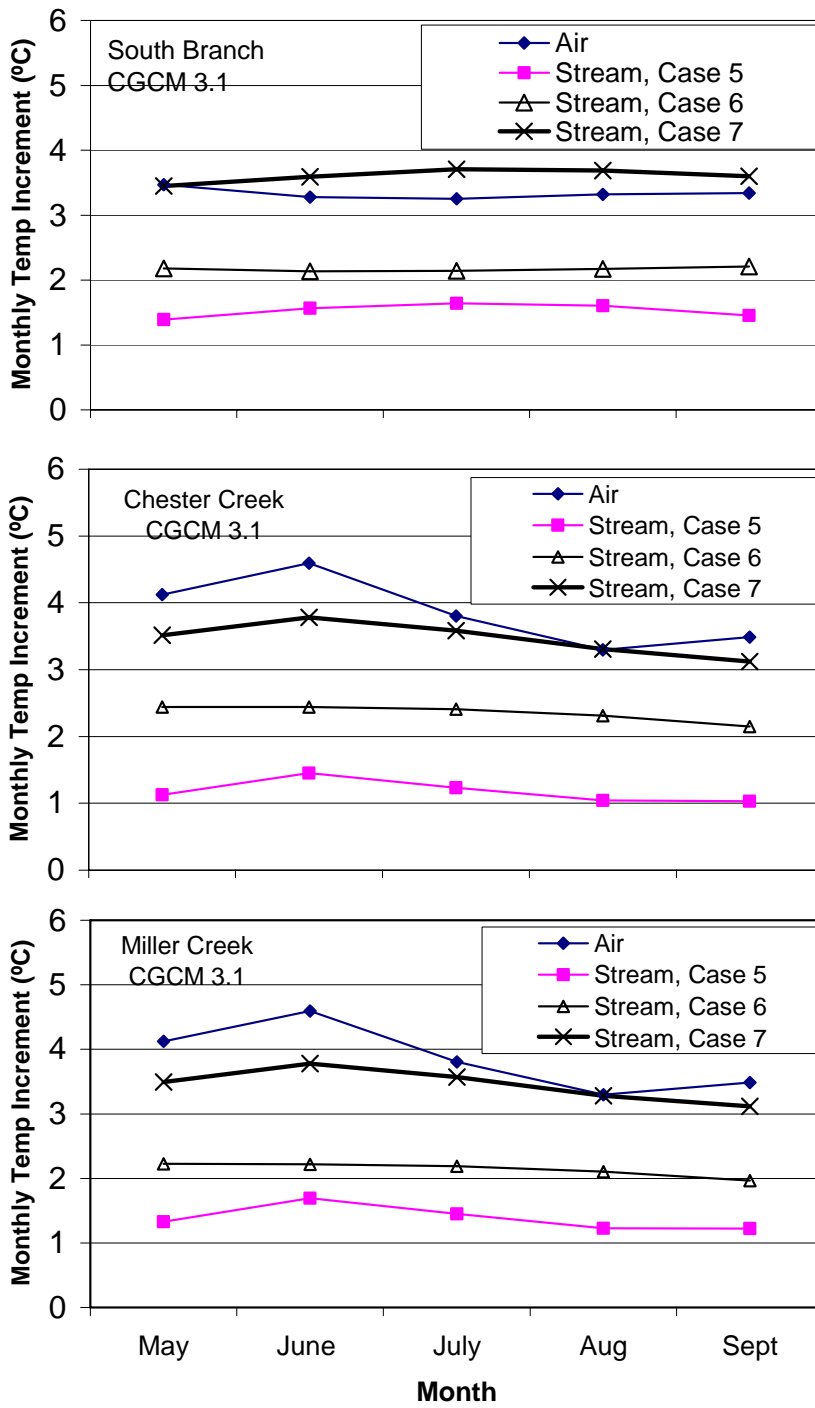 Monthly Temp Increment (ºC)
6
5
4
3
2
1
0
South Branch
CGCM 3.1
Air
Stream, Case 5
Stream, Case 6
Stream, Case 7
Monthly Temp Increment (ºC)
6
5
4
3
2
1
0
Chester Creek
CGCM 3.1
Air
Stream, Case 5
Stream, Case 6
Stream, Case 7
Monthly Temp Increment (ºC)
6
5
4
3
2
1
0
Miller Creek
CGCM 3.1
Air
Stream, Case 5
Stream, Case 6
Stream, Case 7
May June July Aug Sept
Month